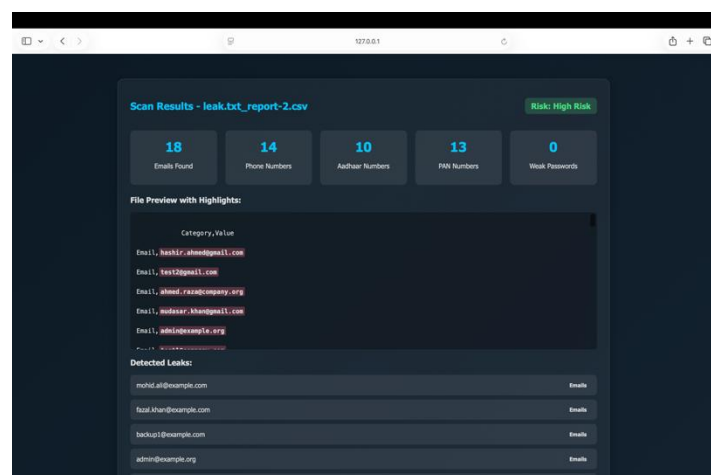 127.0.0.1
Scan Results - leak.txt_report-2.csv
Risk: High Risk
18
Emails Found
14
Phone Numbers
10
Aadhaar Numbers
13
PAN Numbers
0
Weak Passwords
File Preview with Highlights:
Category,Value
Email,hashir.ahmed@gmail.com
Email,test2@gmail.com
Email,ahmed.raza@company.org
Email,mudasar.khan@gmail.com
Email,admin@example.org
Detected Leaks:
mohid.ali@example.com Emails
fazal.khan@example.com Emails
backup1@example.com Emails
admin@example.org Emails